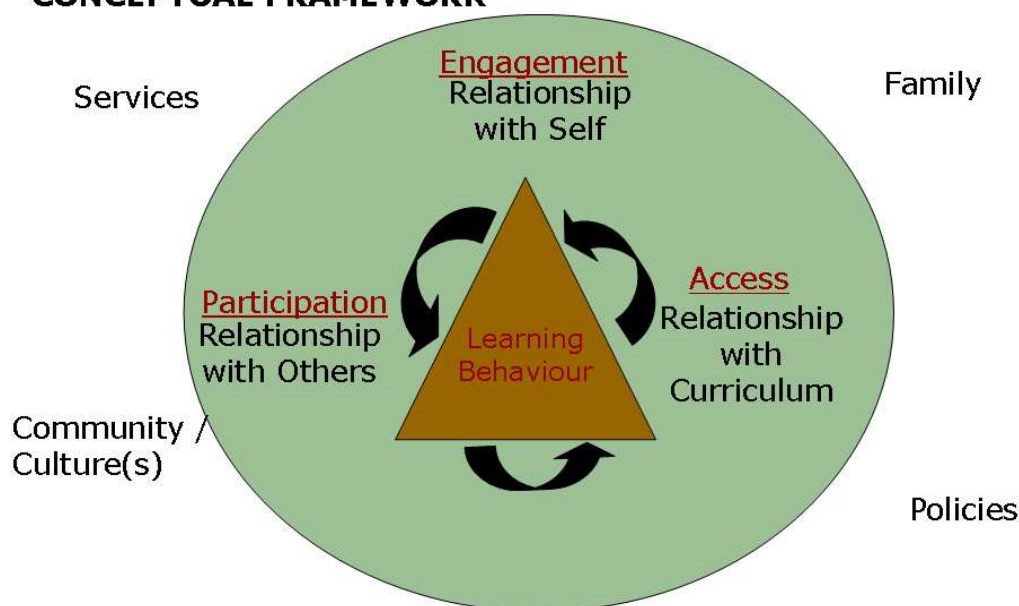 CONCEPTUAL FRAMEWORK
Engagement
Relationship
with Self
Services
Family
Participation
Relationship
with Others
Access
Relationship
with
Curriculum
Learning
Behaviour
Community /
Culture(s)
Policies